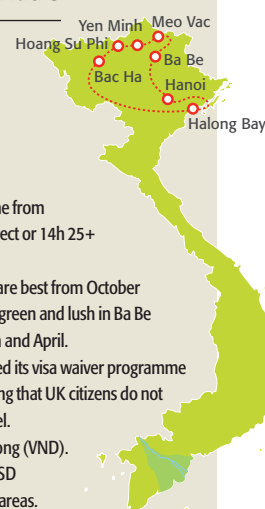 Yen Minh
Meo Vac
Hoang Su Phi
Ba Be
Bac Ha
Hanoi
Halong Bay
from
ect or 14h 25+
are best from October
green and lush in Ba Be
and April.
ed its visa waiver programme
ng that UK citizens do not
el.
ong (VND).
SD
areas.